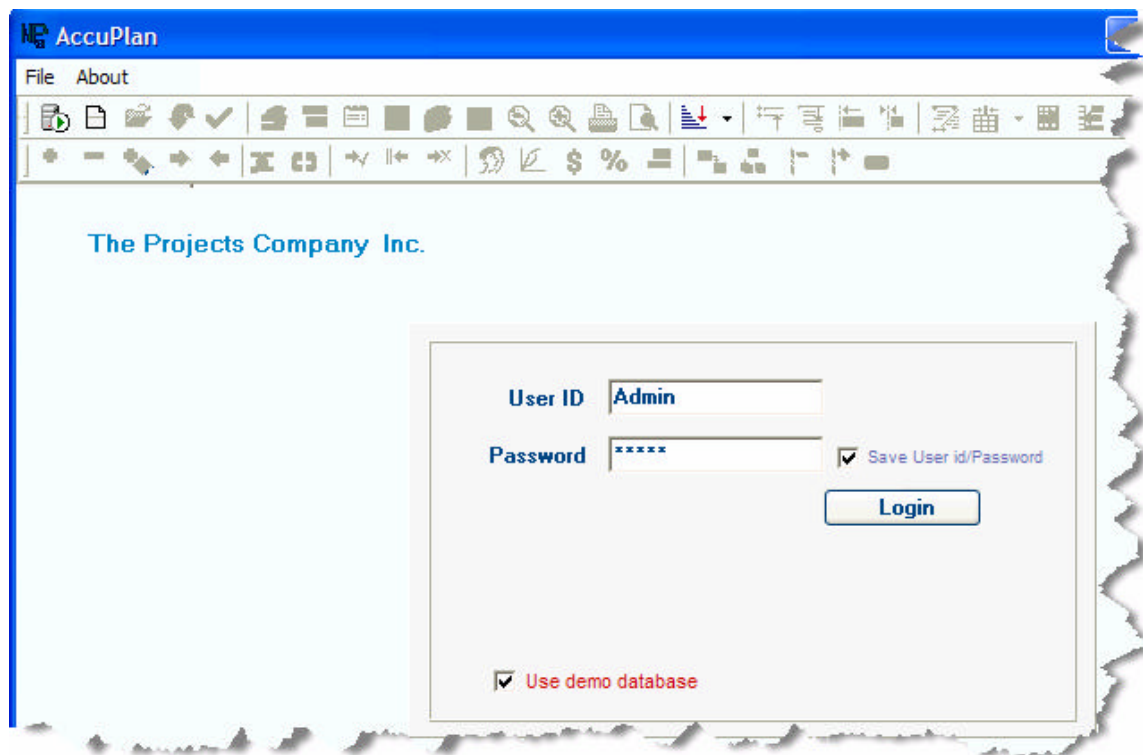 AccuPlan
File About
The Projects Company Inc.
User ID Admin
Password *****
Save User id/Password
Login
Use demo database